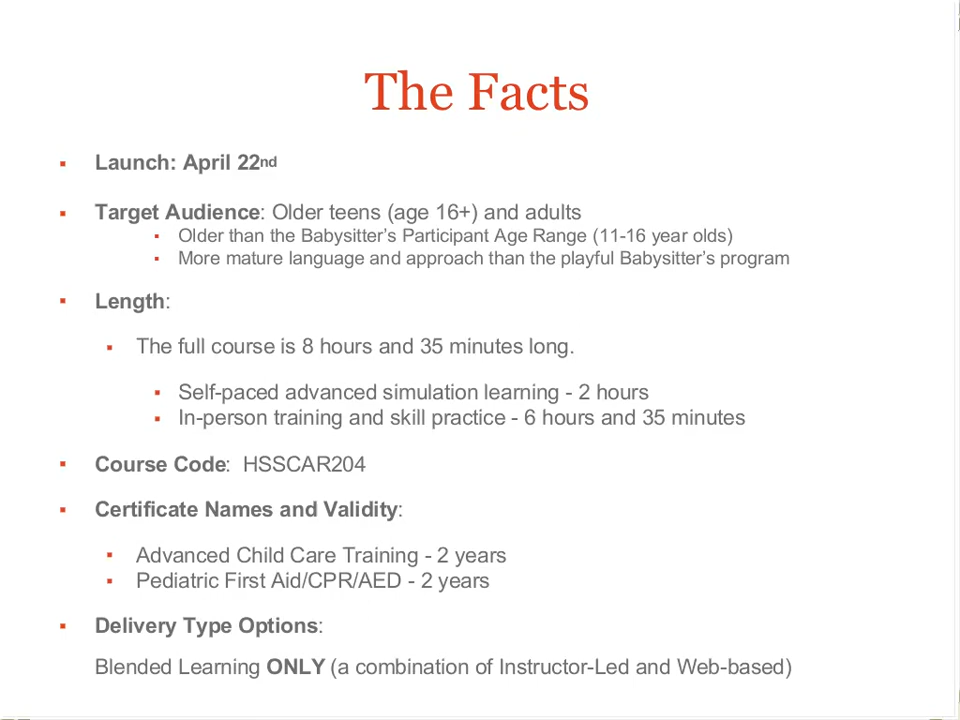 The Facts
▪ Launch: April 22nd
▪ Target Audience: Older teens (age 16+) and adults
▪ Older than the Babysitter's Participant Age Range (11-16 year olds)
▪ More mature language and approach than the playful Babysitter's program
▪ Length:
▪ The full course is 8 hours and 35 minutes long.
▪ Self-paced advanced simulation learning - 2 hours
▪ In-person training and skill practice - 6 hours and 35 minutes
▪ Course Code:  HSSCAR204
▪ Certificate Names and Validity:
▪ Advanced Child Care Training - 2 years
▪ Pediatric First Aid/CPR/AED - 2 years
▪ Delivery Type Options:
Blended Learning ONLY (a combination of Instructor-Led and Web-based)